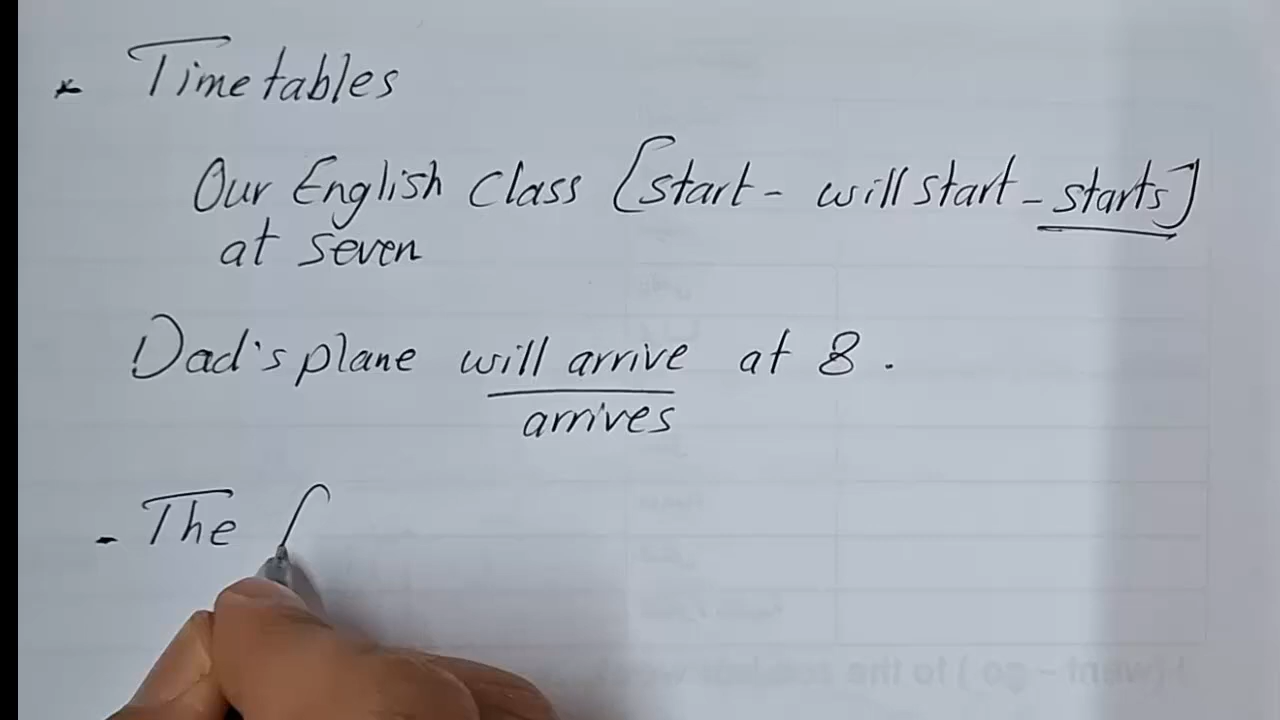 * Timetables
Our English Class [start - will start - starts]
at seven
Dad's plane will arrive at 8.
arrives
- The